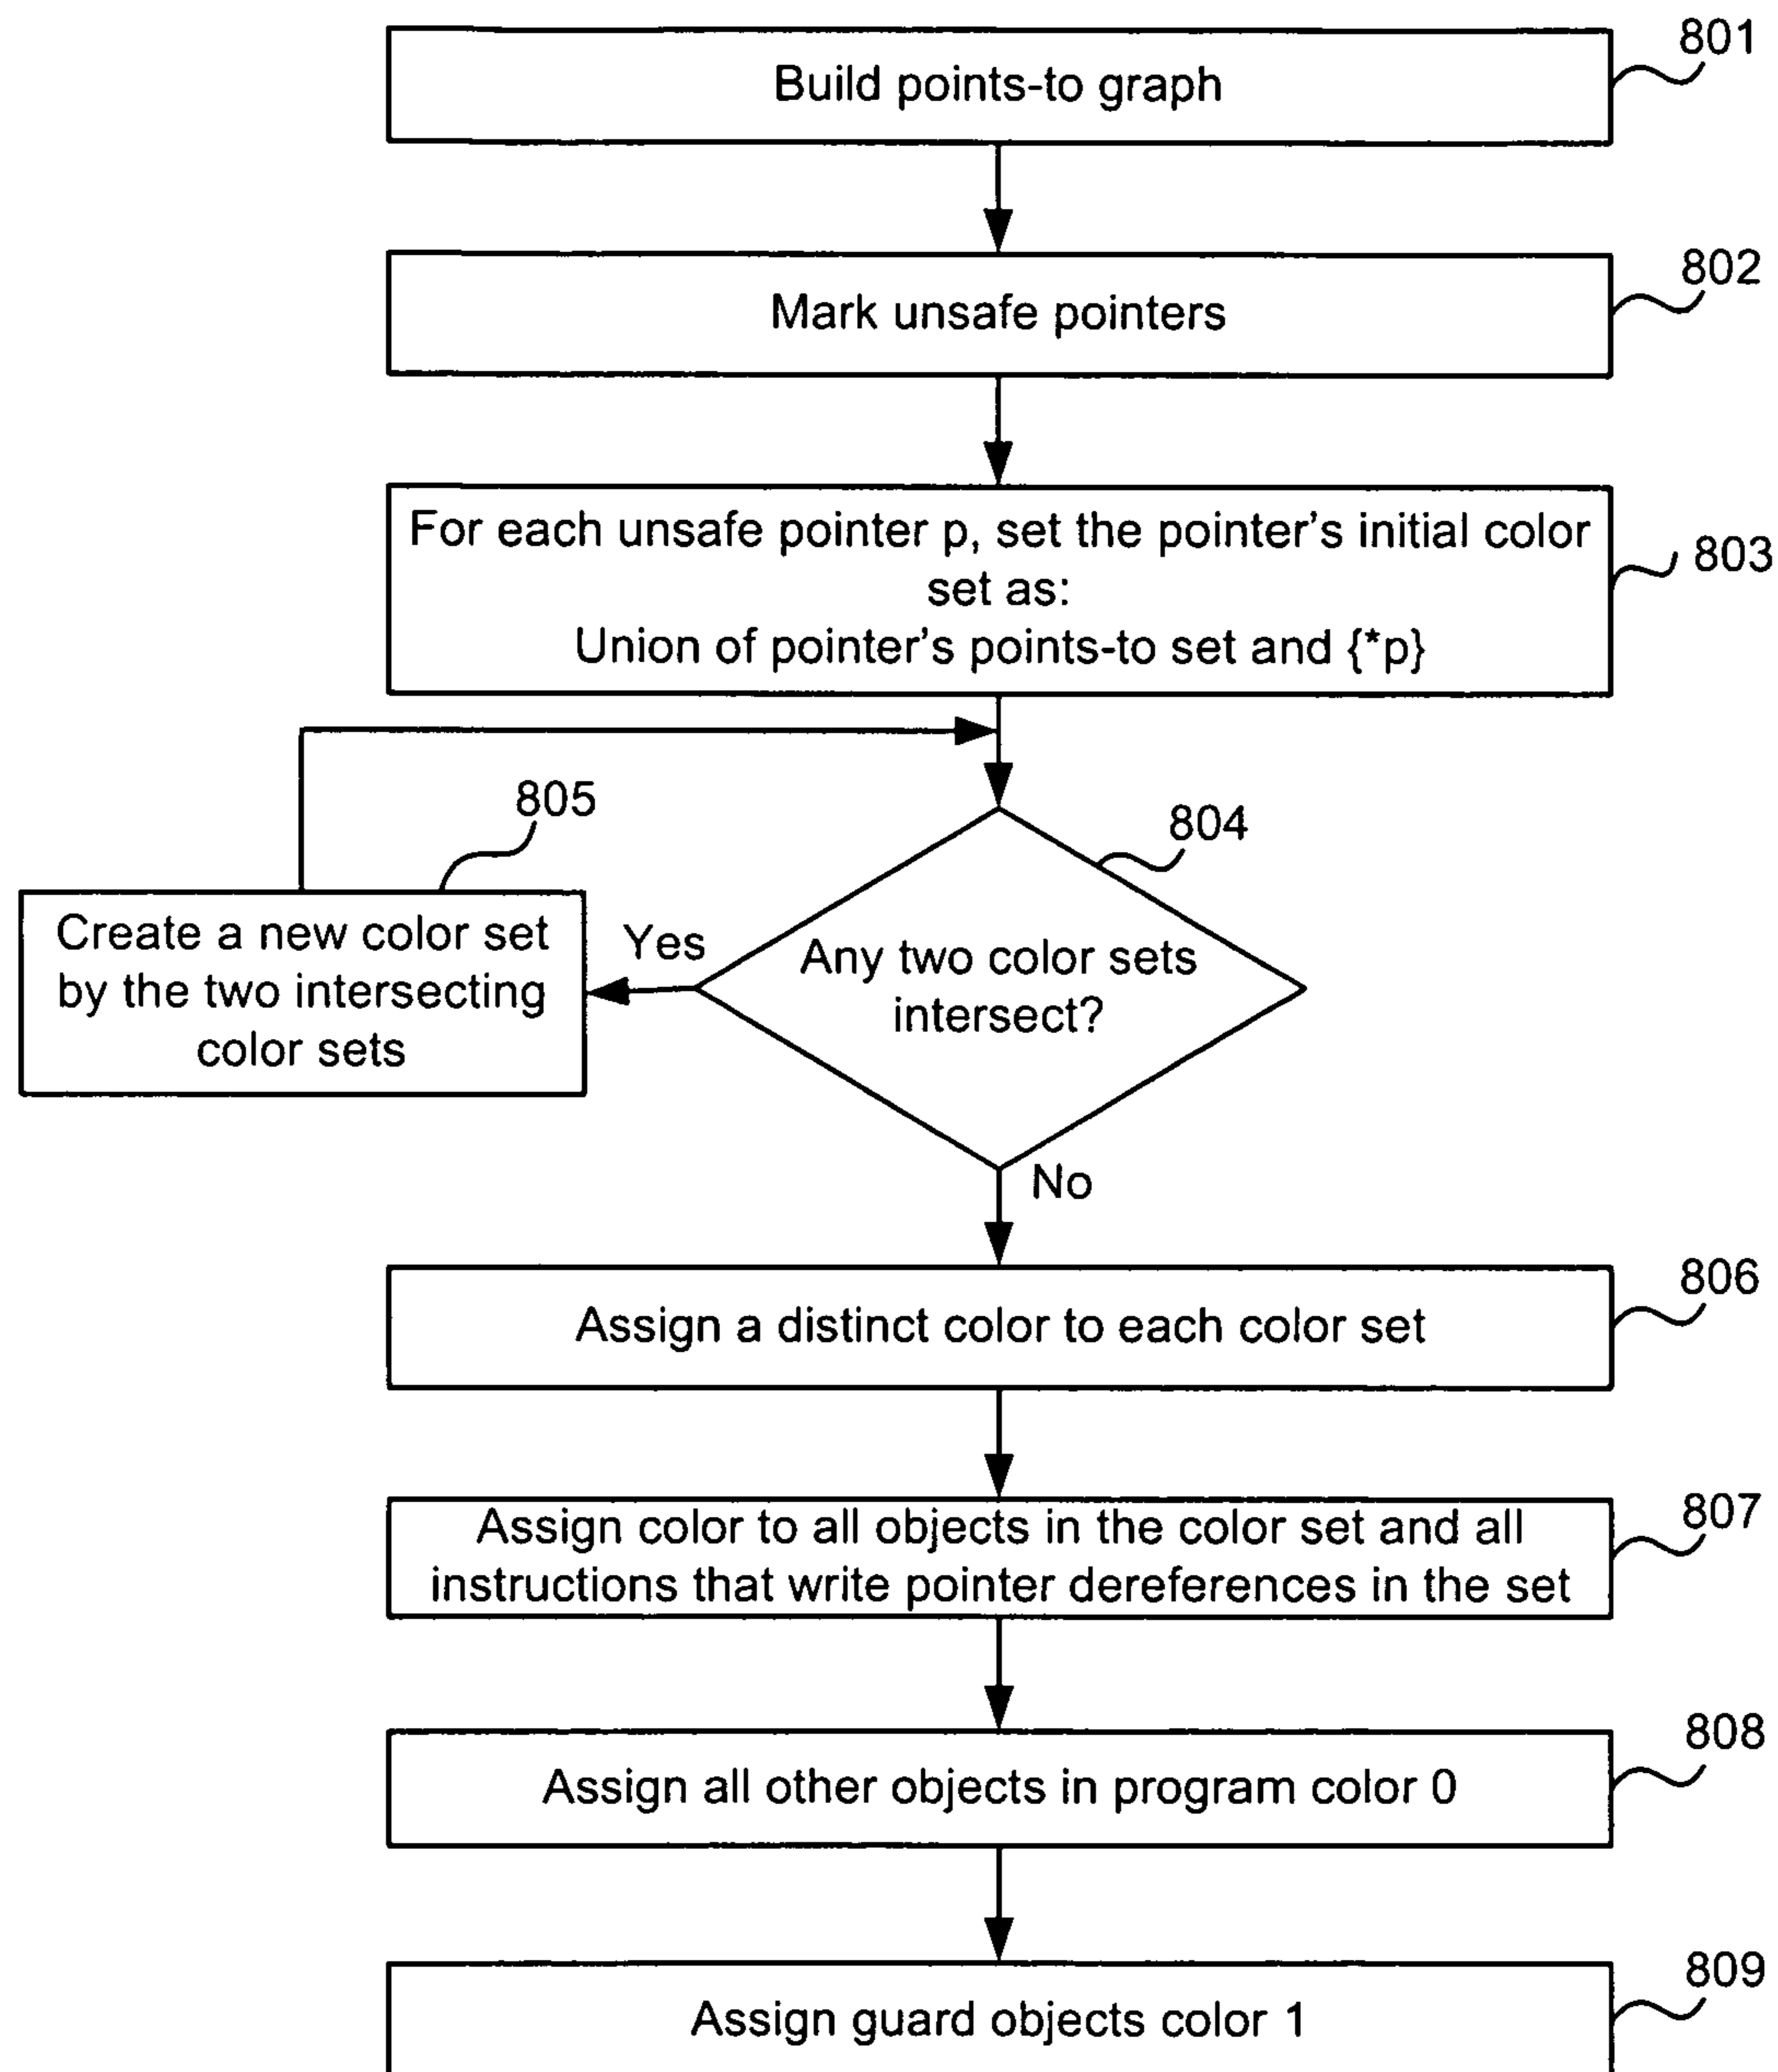 801
Build points-to graph
802
Mark unsafe pointers
For each unsafe pointer p, set the pointer's initial color
set as:
Union of pointer's points-to set and {*p}
803
805
804
Create a new color set
by the two intersecting
color sets
Yes
Any two color sets
intersect?
No
806
Assign a distinct color to each color set
807
Assign color to all objects in the color set and all
instructions that write pointer dereferences in the set
808
Assign all other objects in program color 0
809
Assign guard objects color 1